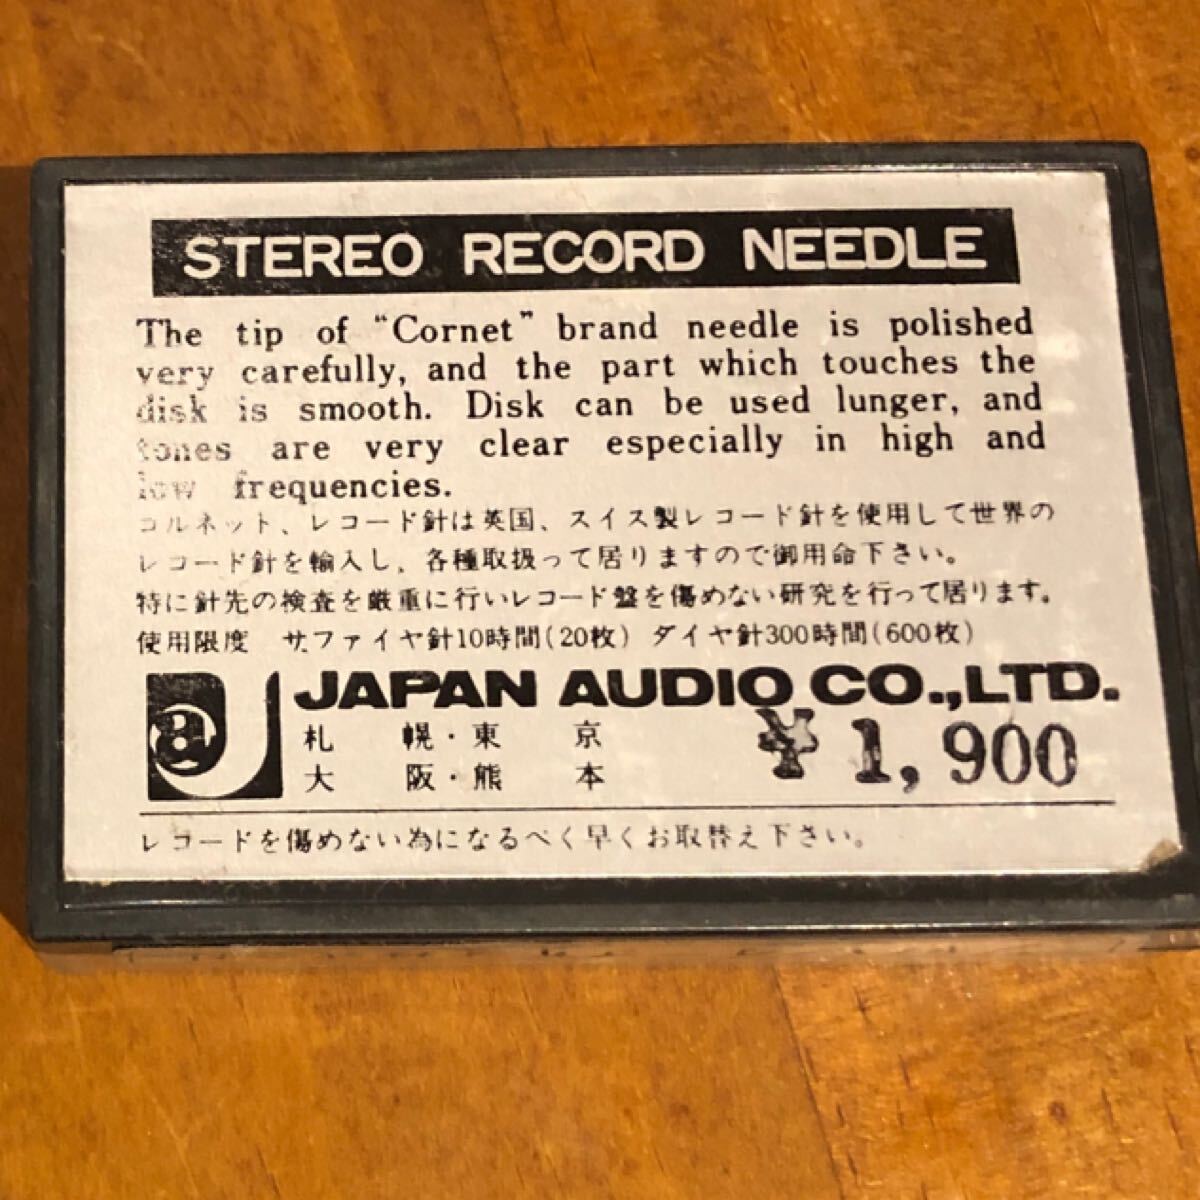 STEREO RECORD NEEDLE
The tip of "Cornet" brand needle is polished
very carefully, and the part which touches the
disk is smooth. Disk can be used lunger, and
tones are very clear especially in high and
low frequencies.
コルネット、レコード針は英国、スイス製レコード針を使用して世界の
レコード針を輸入し、各種取扱って居りますので御用命下さい。
特に針先の検査を厳重に行いレコード盤を傷めない研究を行って居ります。
使用限度 サファイヤ針10時間(20枚) ダイヤ針300時間(600枚)
JAPAN AUDIO CO.,LTD.
札 幌・東 京
大 阪・熊 本
¥1,900
レコードを傷めない為になるべく早くお取替え下さい。